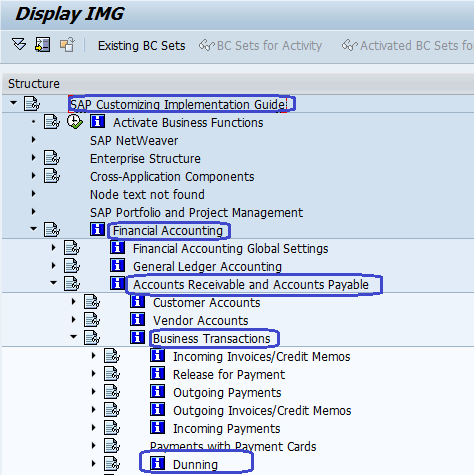 Display IMG
Existing BC Sets BC Sets for Activity Activated BC Sets fo
Structure
SAP Customizing Implementation Guide
Activate Business Functions
SAP NetWeaver
Enterprise Structure
Cross-Application Components
Node text not found
SAP Portfolio and Project Management
Financial Accounting
Financial Accounting Global Settings
General Ledger Accounting
Accounts Receivable and Accounts Payable
Customer Accounts
Vendor Accounts
Business Transactions
Incoming Invoices/Credit Memos
Release for Payment
Outgoing Payments
Outgoing Invoices/Credit Memos
Incoming Payments
Payments with Payment Cards
Dunning